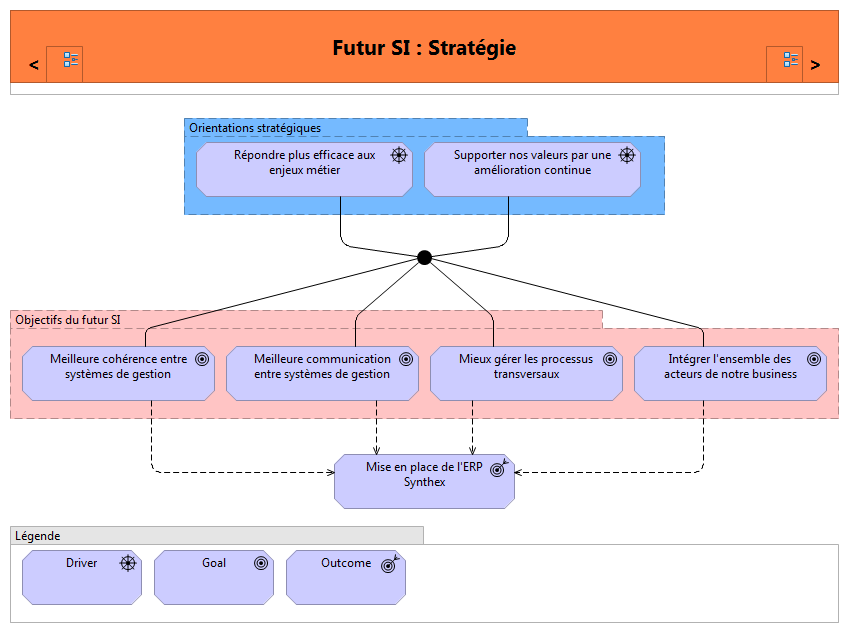 Futur SI : Stratégie
< >
Orientations stratégiques
Répondre plus efficace aux
enjeux métier
Supporter nos valeurs par une
amélioration continue
Objectifs du futur SI
Meilleure cohérence entre
systèmes de gestion
Meilleure communication
entre systèmes de gestion
Mieux gérer les processus
transversaux
Intégrer l'ensemble des
acteurs de notre business
Mise en place de l'ERP
Synthex
Légende
Driver
Goal
Outcome